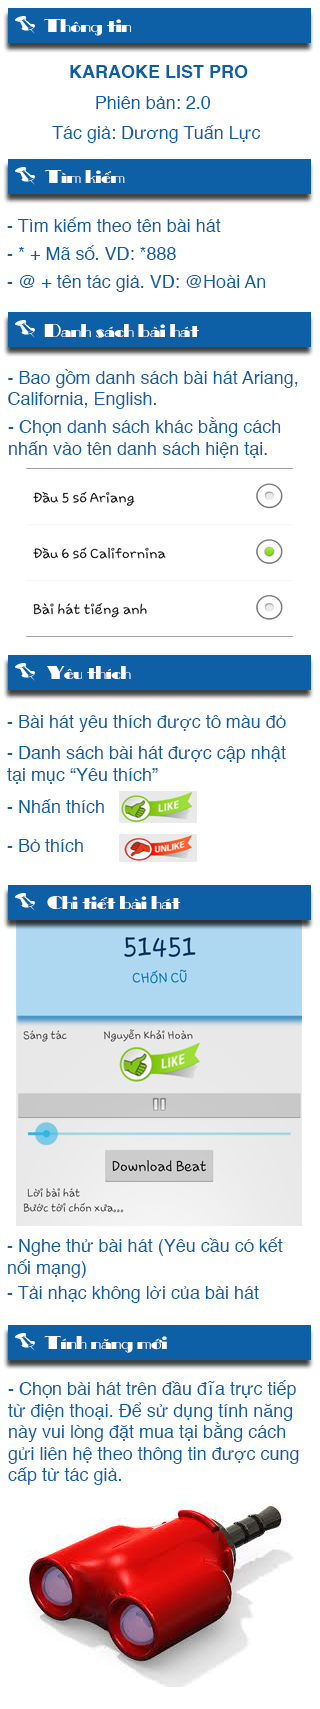 Thông tin
KARAOKE LIST PRO
Phiên bản: 2.0
Tác giả: Dương Tuấn Lực
Tìm kiếm
- Tìm kiếm theo tên bài hát
- * + Mã số. VD: *888
- @ + tên tác giả. VD: @Hoài An
Danh sách bài hát
- Bao gồm danh sách bài hát Ariang,
California, English.
- Chọn danh sách khác bằng cách
nhấn vào tên danh sách hiện tại.
Đầu 5 số Ariang
Đầu 6 số Californina
Bài hát tiếng anh
Yêu thích
- Bài hát yêu thích được tô màu đỏ
- Danh sách bài hát được cập nhật
tại mục “Yêu thích”
- Nhấn thích LIKE
- Bỏ thích UNLIKE
Chi tiết bài hát
51451
CHỐN CŨ
Sáng tác Nguyễn Khải Hoàn
LIKE
Download Beat
Lời bài hát
Bước tới chốn xưa...
- Nghe thử bài hát (Yêu cầu có kết
nối mạng)
- Tải nhạc không lời của bài hát
Tính năng mới
- Chọn bài hát trên đầu đĩa trực tiếp
từ điện thoại. Để sử dụng tính năng
này vui lòng đặt mua tại bằng cách
gửi liên hệ theo thông tin được cung
cấp từ tác giả.